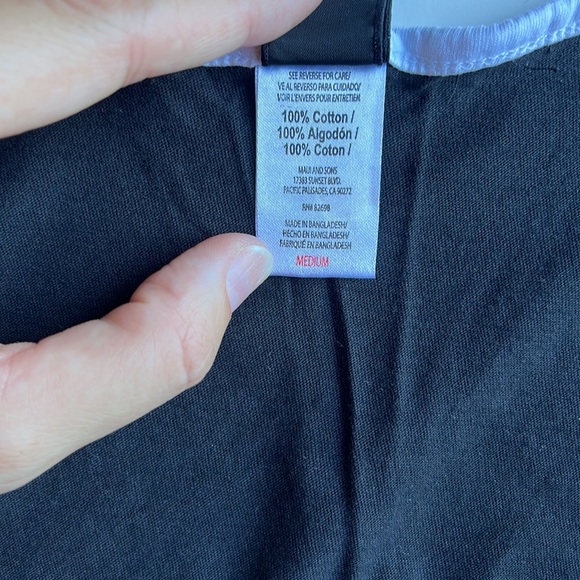 SEE REVERSE FOR CARE/
VE AL REVERSO PARA CUIDADO/
VOIR L'ENVERS POUR ENTRETIEN
100% Cotton /
100% Algodón /
100% Coton /
MAUI AND SONS
17383 SUNSET BLVD.
PACIFIC PALISADES, CA 90272
RN# 82698
MADE IN BANGLADESH/
HECHO EN BANGLADESH/
FABRIQUÉ EN BANGLADESH
MEDIUM